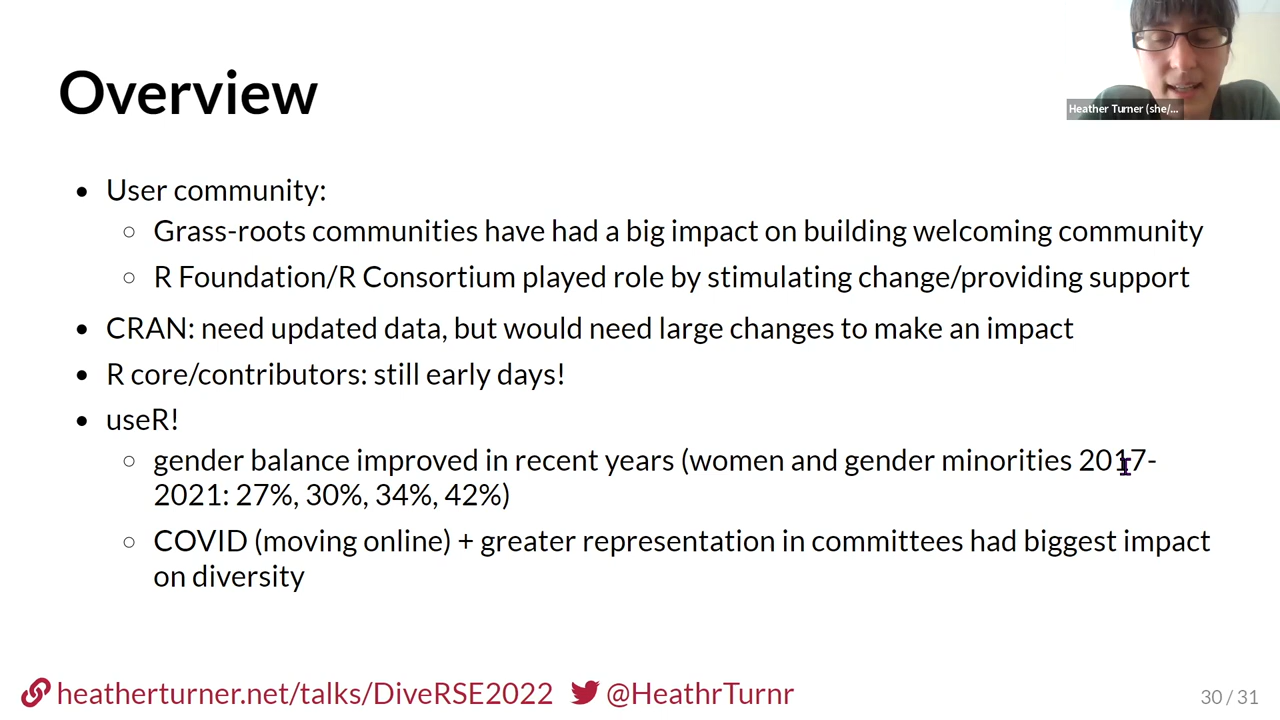 Overview
Heather Turner (she/...
• User community:
○ Grass-roots communities have had a big impact on building welcoming community
○ R Foundation/R Consortium played role by stimulating change/providing support
• CRAN: need updated data, but would need large changes to make an impact
• R core/contributors: still early days!
• useR!
○ gender balance improved in recent years (women and gender minorities 2017-
2021: 27%, 30%, 34%, 42%)
○ COVID (moving online) + greater representation in committees had biggest impact
on diversity
heatherturner.net/talks/DiveRSE2022 @HeathrTurnr
30 / 31